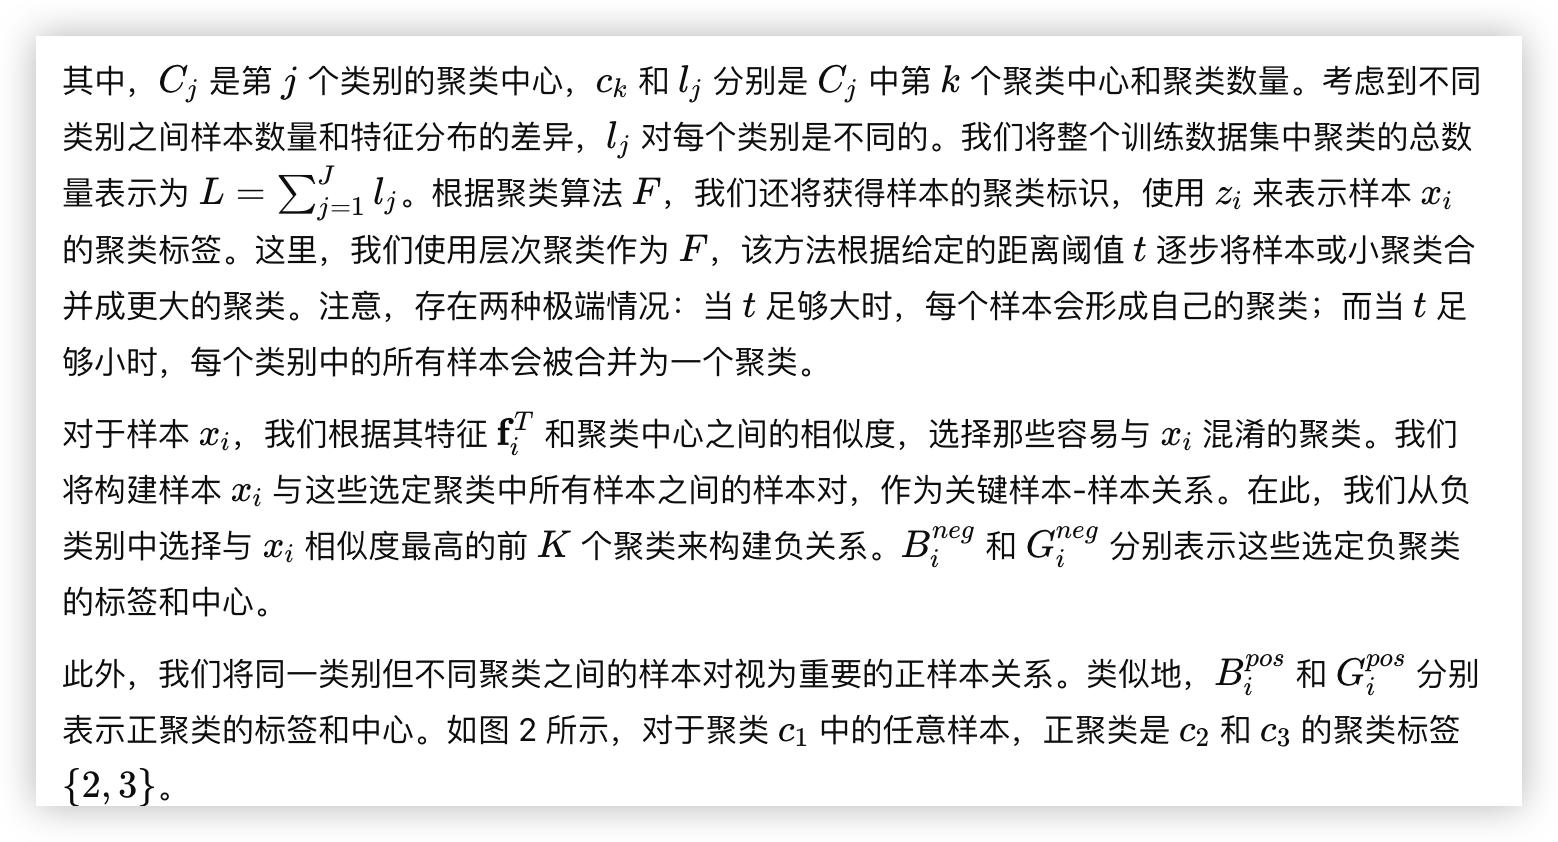 其中，$C_j$ 是第 $j$ 个类别的聚类中心，$c_k$ 和 $l_j$ 分别是 $C_j$ 中第 $k$ 个聚类中心和聚类数量。考虑到不同
类别之间样本数量和特征分布的差异，$l_j$ 对每个类别是不同的。我们将整个训练数据集中聚类的总数
量表示为 $L = \sum_{j=1}^{J} l_j$。根据聚类算法 $F$，我们还将获得样本的聚类标识，使用 $z_i$ 来表示样本 $x_i$
的聚类标签。这里，我们使用层次聚类作为 $F$，该方法根据给定的距离阈值 $t$ 逐步将样本或小聚类合
并成更大的聚类。注意，存在两种极端情况：当 $t$ 足够大时，每个样本会形成自己的聚类；而当 $t$ 足
够小时，每个类别中的所有样本会被合并为一个聚类。
对于样本 $x_i$，我们根据其特征 $\mathbf{f}_i^T$ 和聚类中心之间的相似度，选择那些容易与 $x_i$ 混淆的聚类。我们
将构建样本 $x_i$ 与这些选定聚类中所有样本之间的样本对，作为关键样本-样本关系。在此，我们从负
类别中选择与 $x_i$ 相似度最高的前 $K$ 个聚类来构建负关系。$B_i^{neg}$ 和 $G_i^{neg}$ 分别表示这些选定负聚类
的标签和中心。
此外，我们将同一类别但不同聚类之间的样本对视为重要的正样本关系。类似地，$B_i^{pos}$ 和 $G_i^{pos}$ 分别
表示正聚类的标签和中心。如图 2 所示，对于聚类 $c_1$ 中的任意样本，正聚类是 $c_2$ 和 $c_3$ 的聚类标签
$\{2, 3\}$。